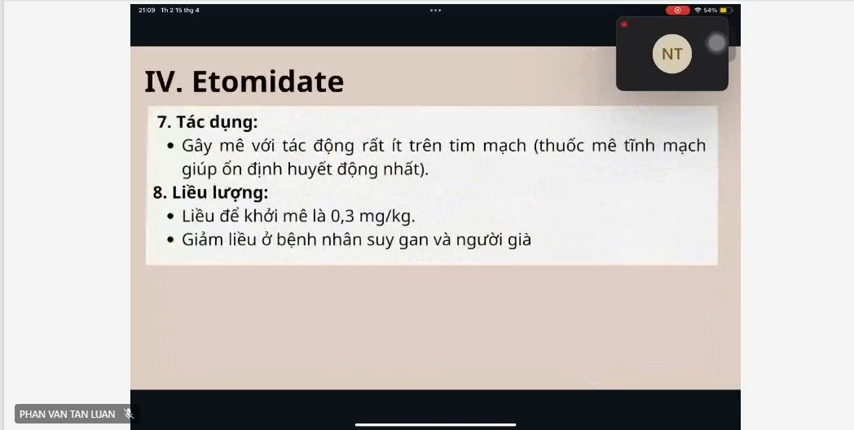 21:09 Th 2 15 thg 4
54%
NT
IV. Etomidate
7. Tác dụng:
• Gây mê với tác động rất ít trên tim mạch (thuốc mê tĩnh mạch
giúp ổn định huyết động nhất).
8. Liều lượng:
• Liều để khởi mê là 0,3 mg/kg.
• Giảm liều ở bệnh nhân suy gan và người già
PHAN VAN TAN LUAN